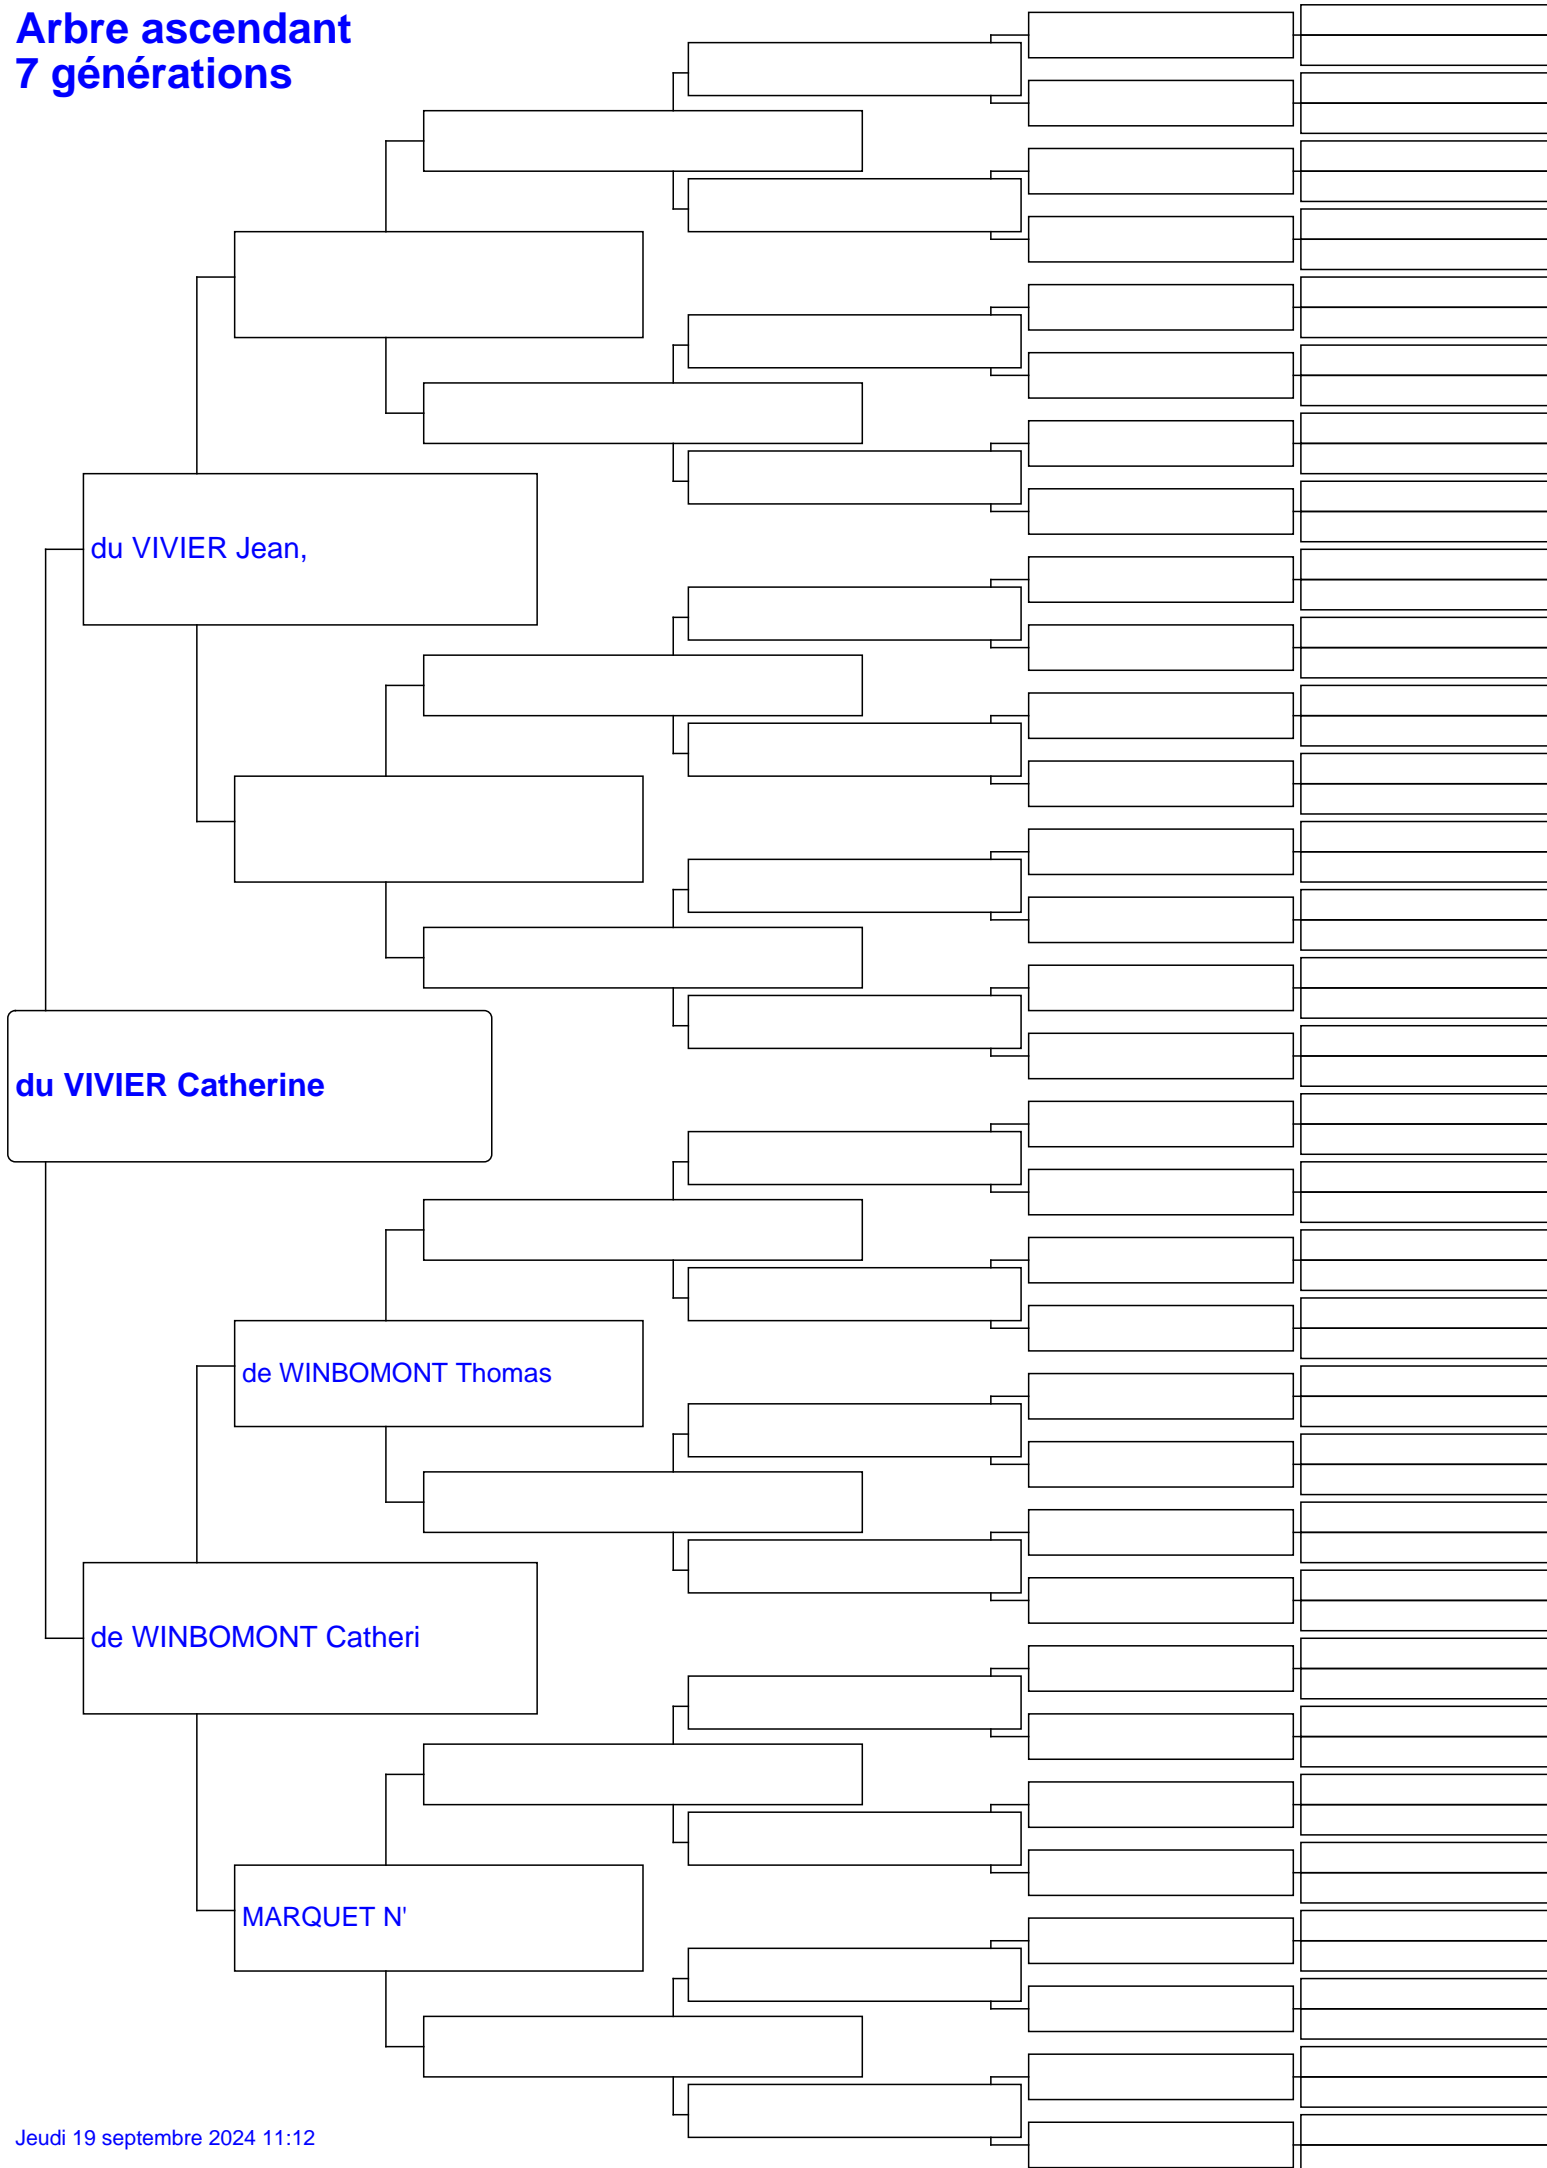 Arbre ascendant
7 générations
du VIVIER Jean,
du VIVIER Catherine
de WINBOMONT Thomas
de WINBOMONT Catheri
MARQUET N'
Jeudi 19 septembre 2024 11:12